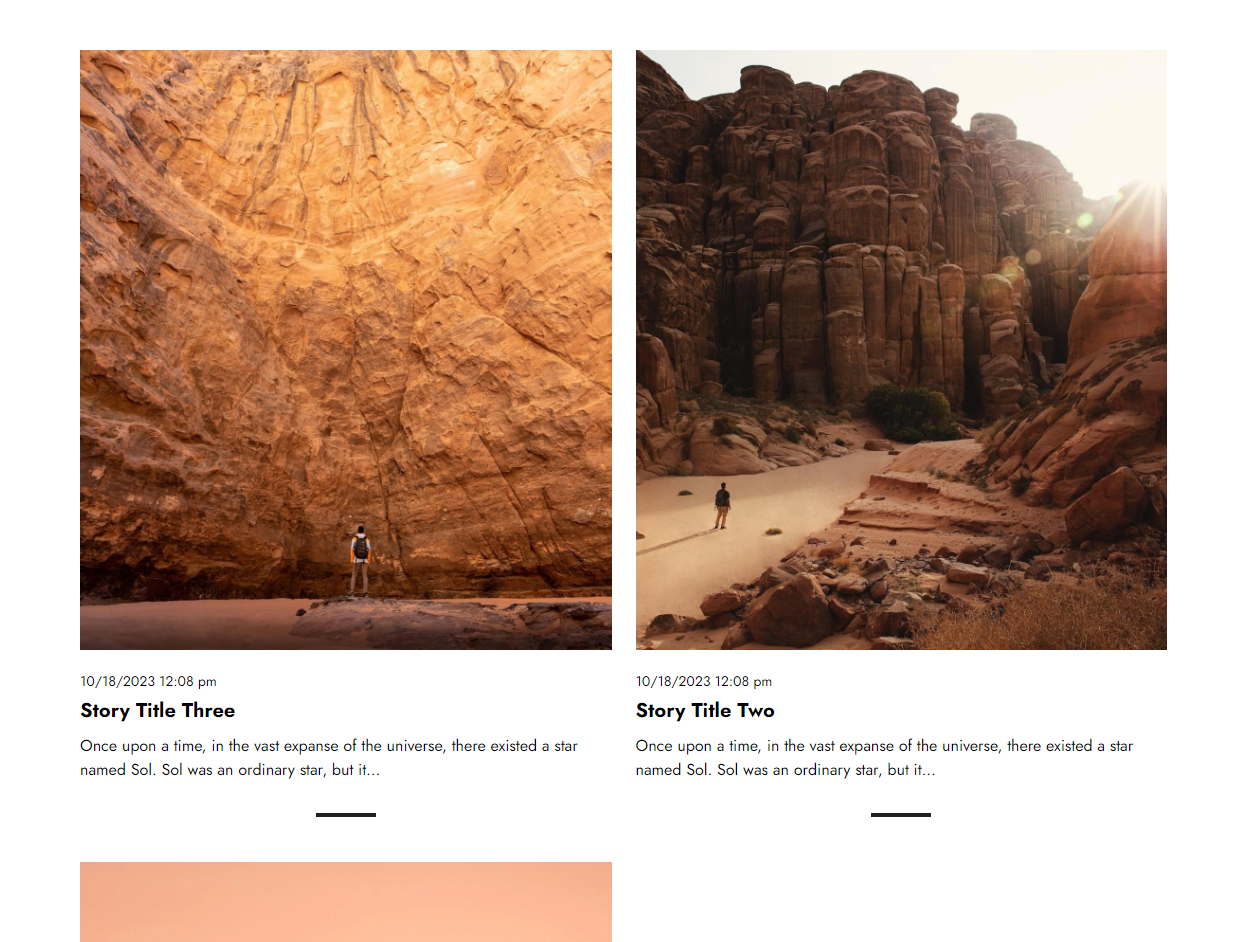 10/18/2023 12:08 pm
Story Title Three
Once upon a time, in the vast expanse of the universe, there existed a star
named Sol. Sol was an ordinary star, but it...
10/18/2023 12:08 pm
Story Title Two
Once upon a time, in the vast expanse of the universe, there existed a star
named Sol. Sol was an ordinary star, but it...